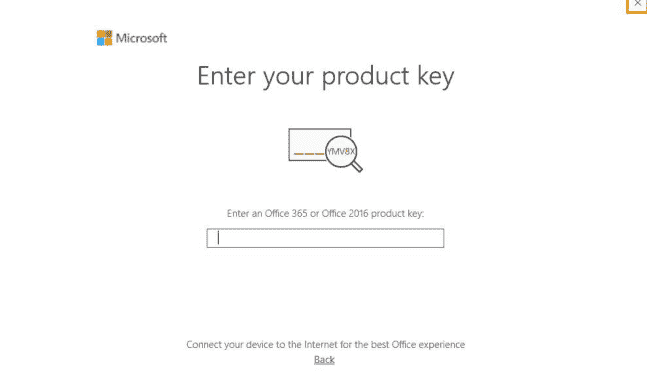 Microsoft
Enter your product key
YMV8X
Enter an Office 365 or Office 2016 product key:
Connect your device to the Internet for the best Office experience
Back